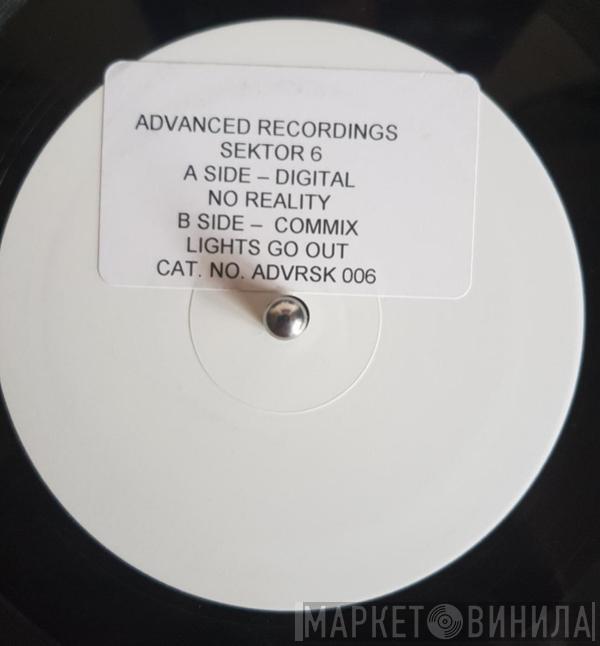 ADVANCED RECORDINGS
SEKTOR 6
A SIDE – DIGITAL
NO REALITY
B SIDE – COMMIX
LIGHTS GO OUT
CAT. NO. ADVRSK 006
МАРКЕТ ВИНИЛА